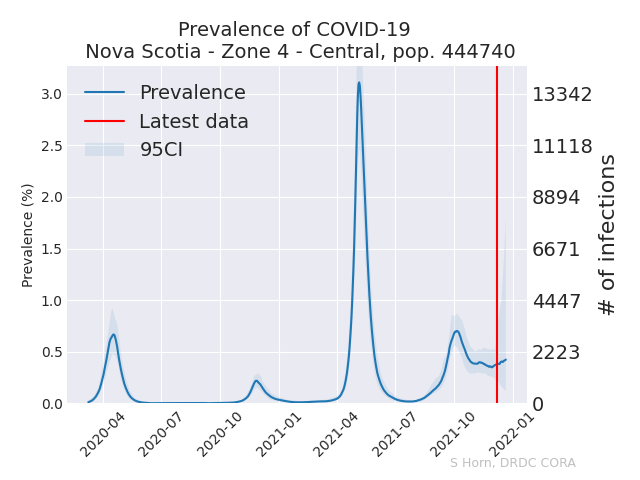 Prevalence of COVID-19
Nova Scotia - Zone 4 - Central, pop. 444740
Prevalence
Latest data
95CI
Prevalence (%)
3.0
2.5
2.0
1.5
1.0
0.5
0.0
13342
11118
8894
6671
4447
2223
0
# of infections
2020-04
2020-07
2020-10
2021-01
2021-04
2021-07
2021-10
2022-01
S Horn, DRDC CORA